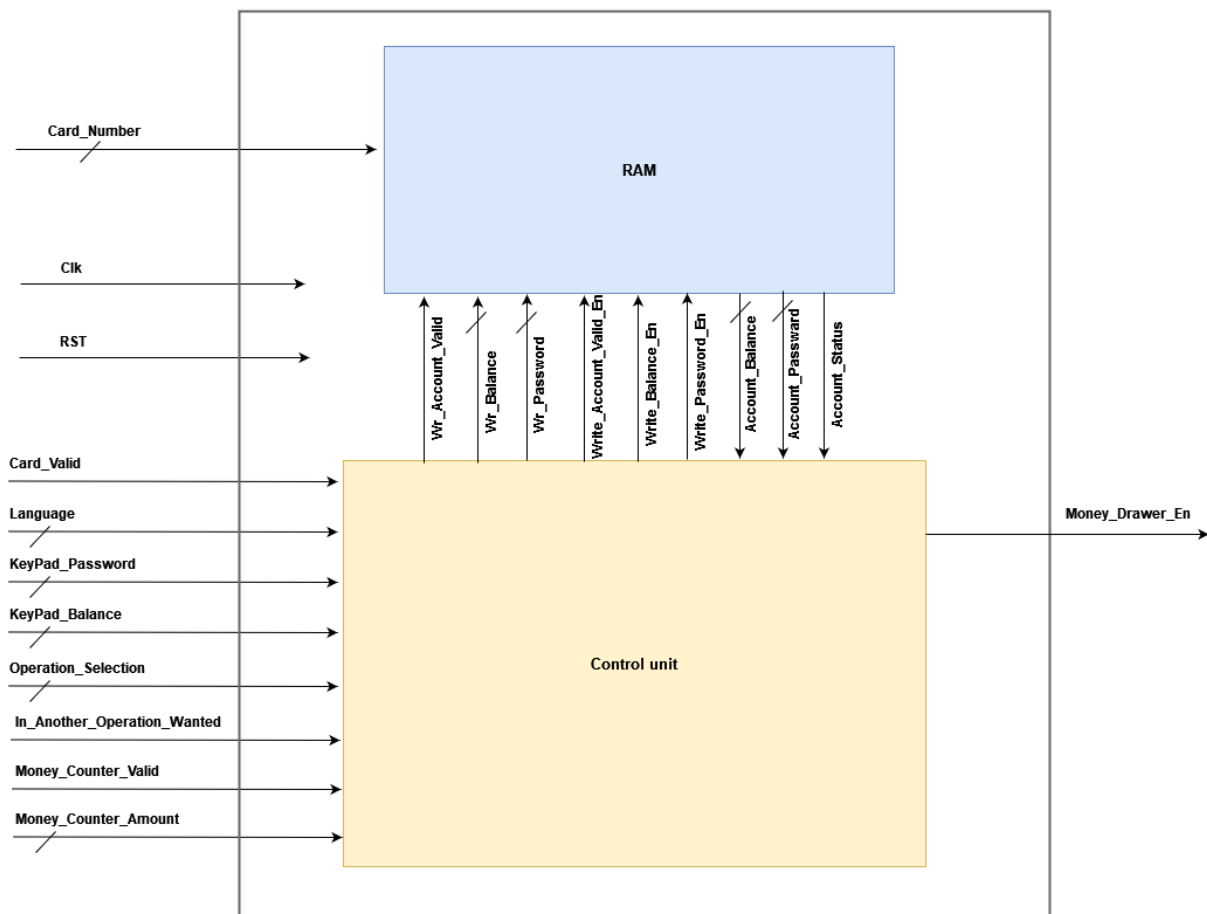 Card_Number
RAM
Clk
RST
Wr_Account_Valid
Wr_Balance
Wr_Password
Write_Account_Valid_En
Write_Balance_En
Write_Password_En
Account_Balance
Account_Passward
Account_Status
Card_Valid
Language
Money_Drawer_En
KeyPad_Password
KeyPad_Balance
Operation_Selection
Control unit
In_Another_Operation_Wanted
Money_Counter_Valid
Money_Counter_Amount